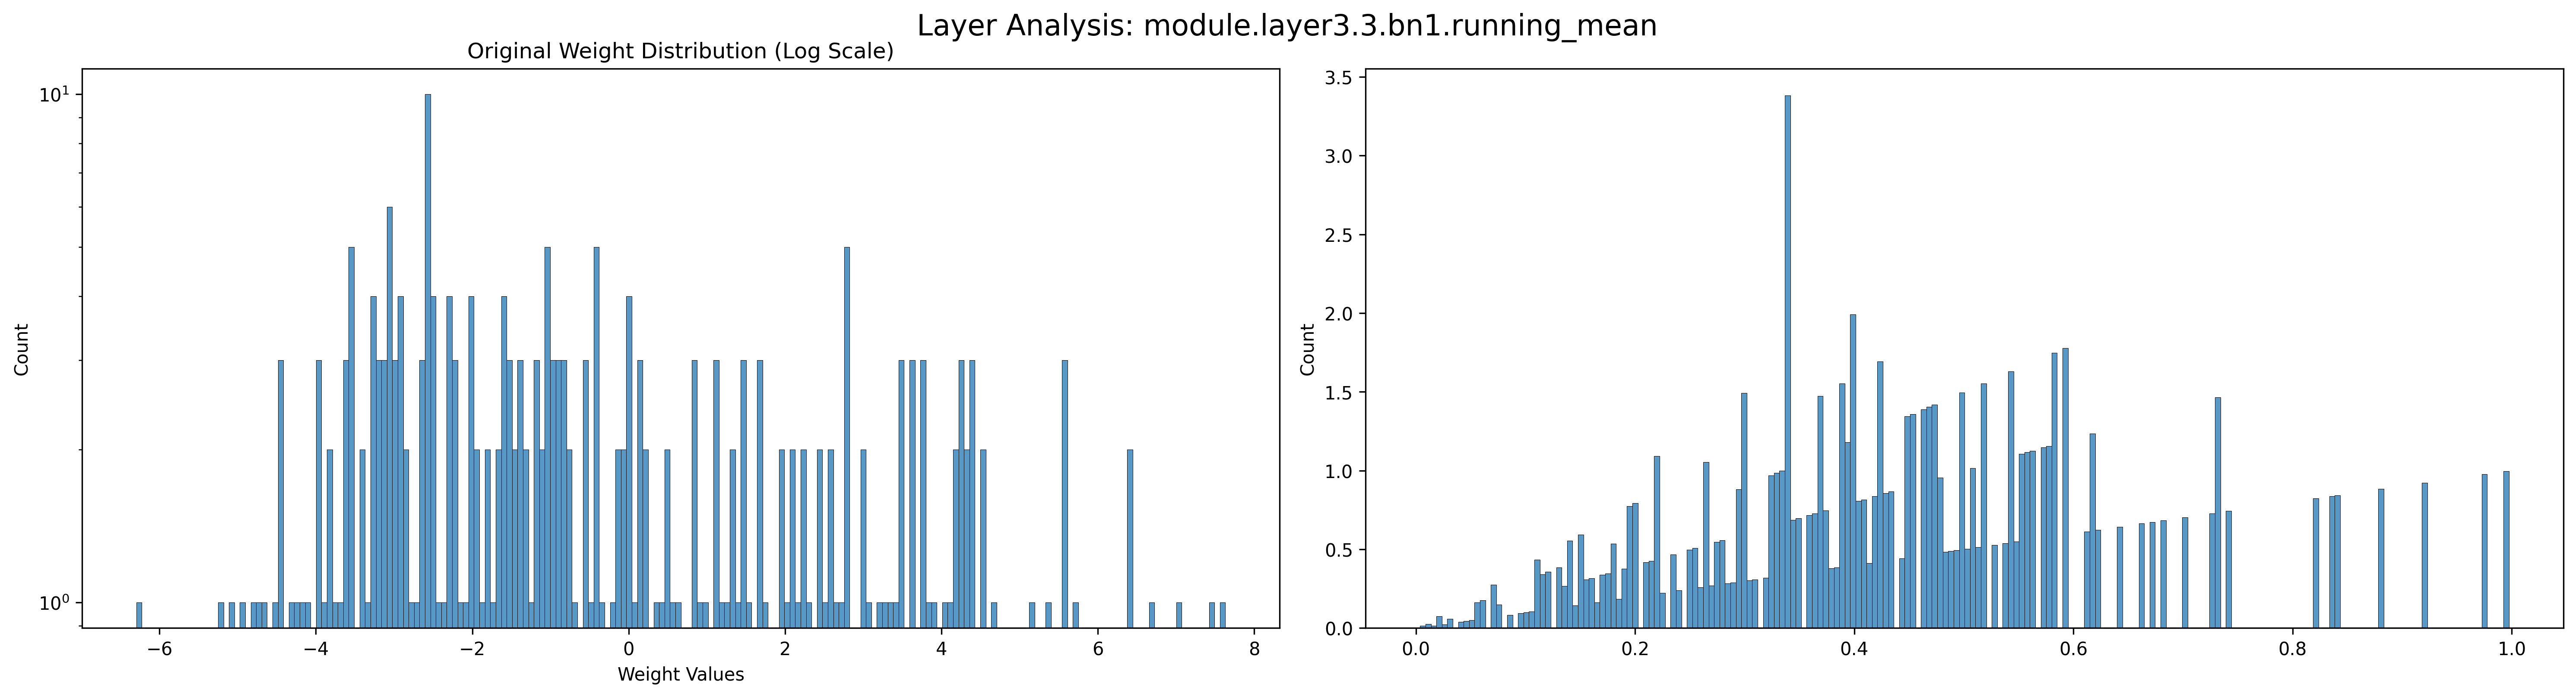 Layer Analysis: module.layer3.3.bn1.running_mean
Original Weight Distribution (Log Scale)
Count
10¹
10⁰
−6 −4 −2 0 2 4 6 8
Weight Values
Count
3.5
3.0
2.5
2.0
1.5
1.0
0.5
0.0
0.0 0.2 0.4 0.6 0.8 1.0